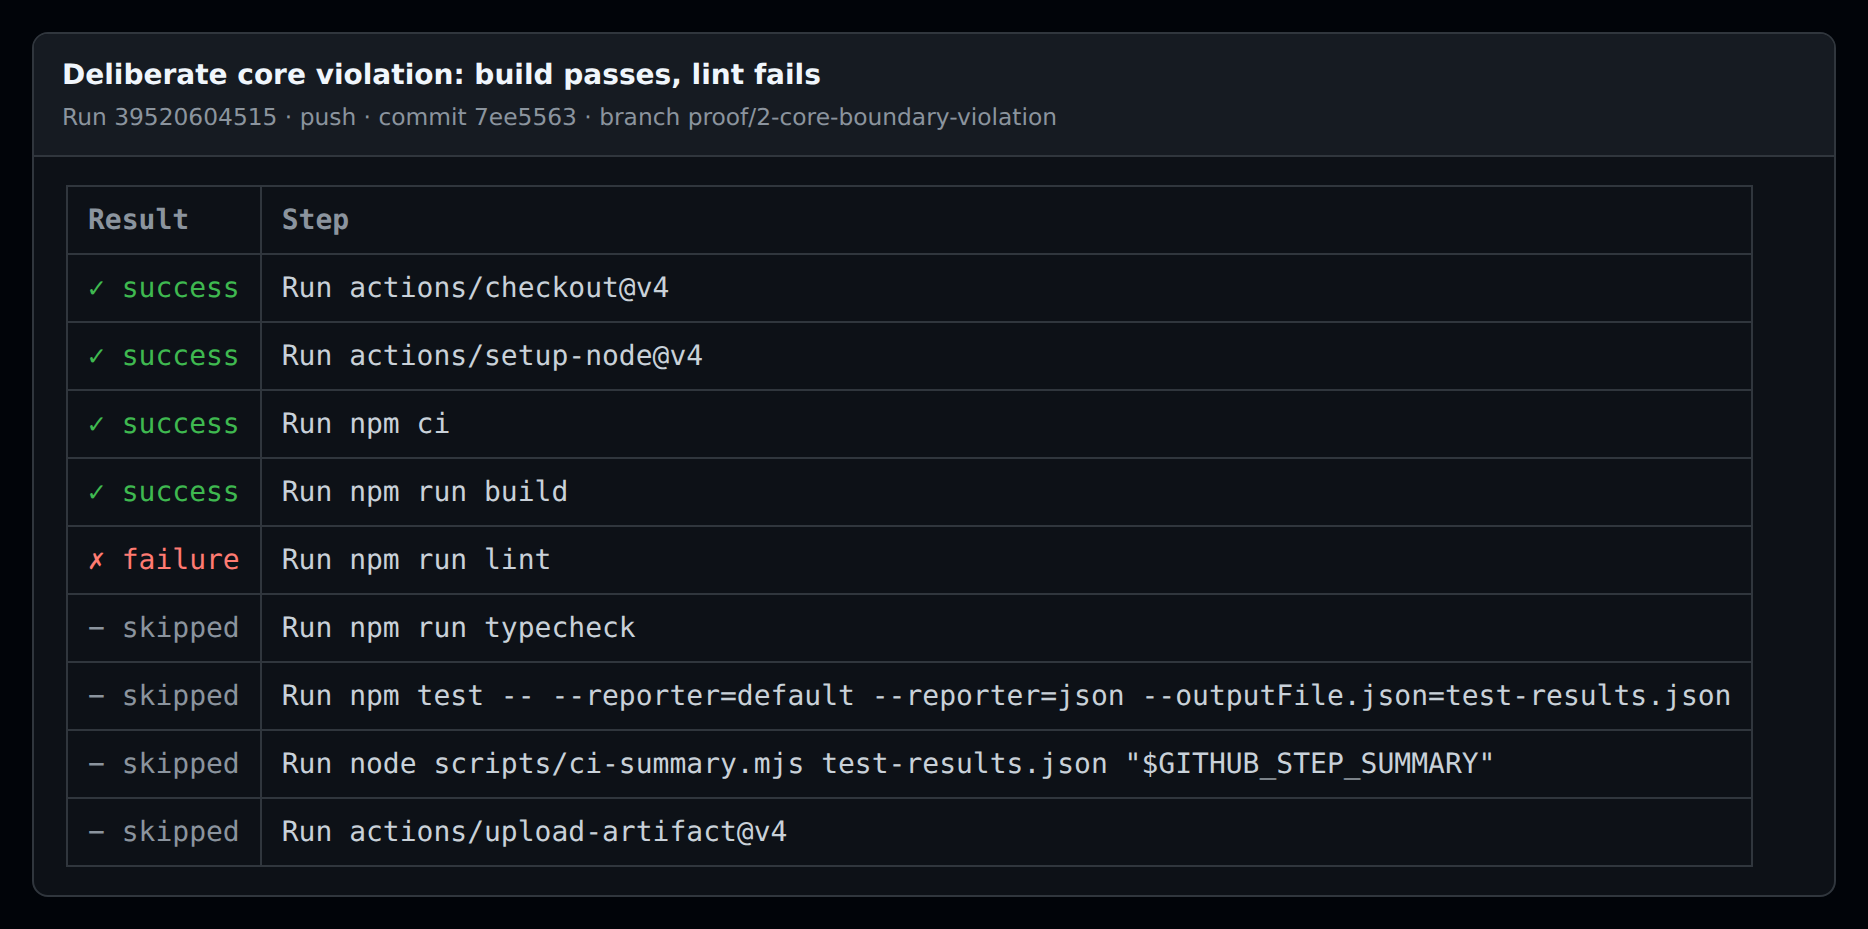 Deliberate core violation: build passes, lint fails
Run 39520604515 · push · commit 7ee5563 · branch proof/2-core-boundary-violation
Result Step
✓ success Run actions/checkout@v4
✓ success Run actions/setup-node@v4
✓ success Run npm ci
✓ success Run npm run build
✗ failure Run npm run lint
− skipped Run npm run typecheck
− skipped Run npm test -- --reporter=default --reporter=json --outputFile.json=test-results.json
− skipped Run node scripts/ci-summary.mjs test-results.json "$GITHUB_STEP_SUMMARY"
− skipped Run actions/upload-artifact@v4